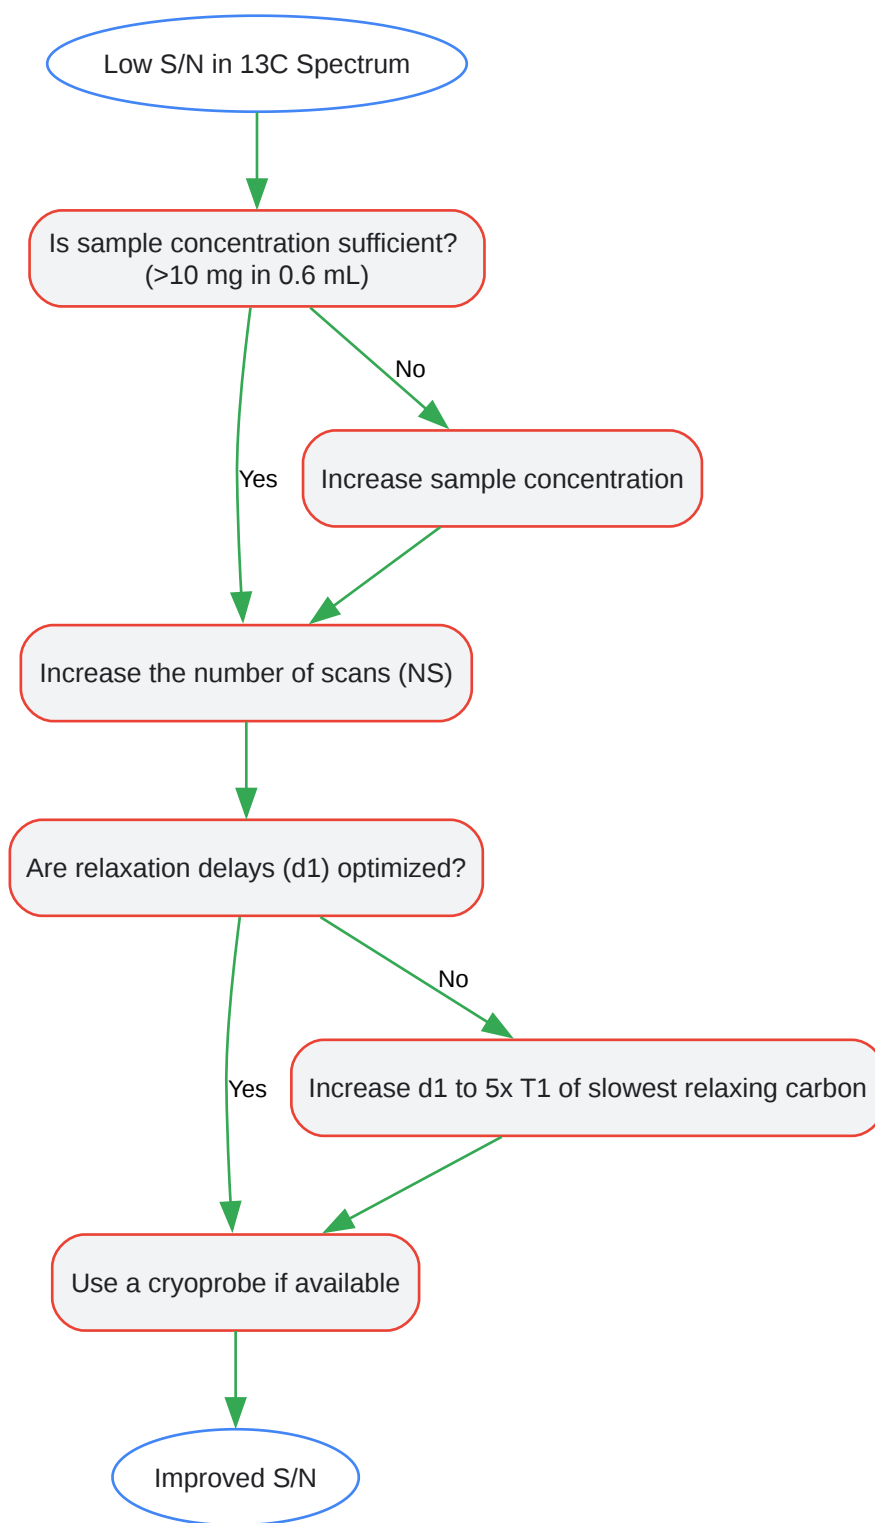 Low S/N in 13C Spectrum
Is sample concentration sufficient?
(>10 mg in 0.6 mL)
No
Yes
Increase sample concentration
Increase the number of scans (NS)
Are relaxation delays (d1) optimized?
No
Yes
Increase d1 to 5x T1 of slowest relaxing carbon
Use a cryoprobe if available
Improved S/N